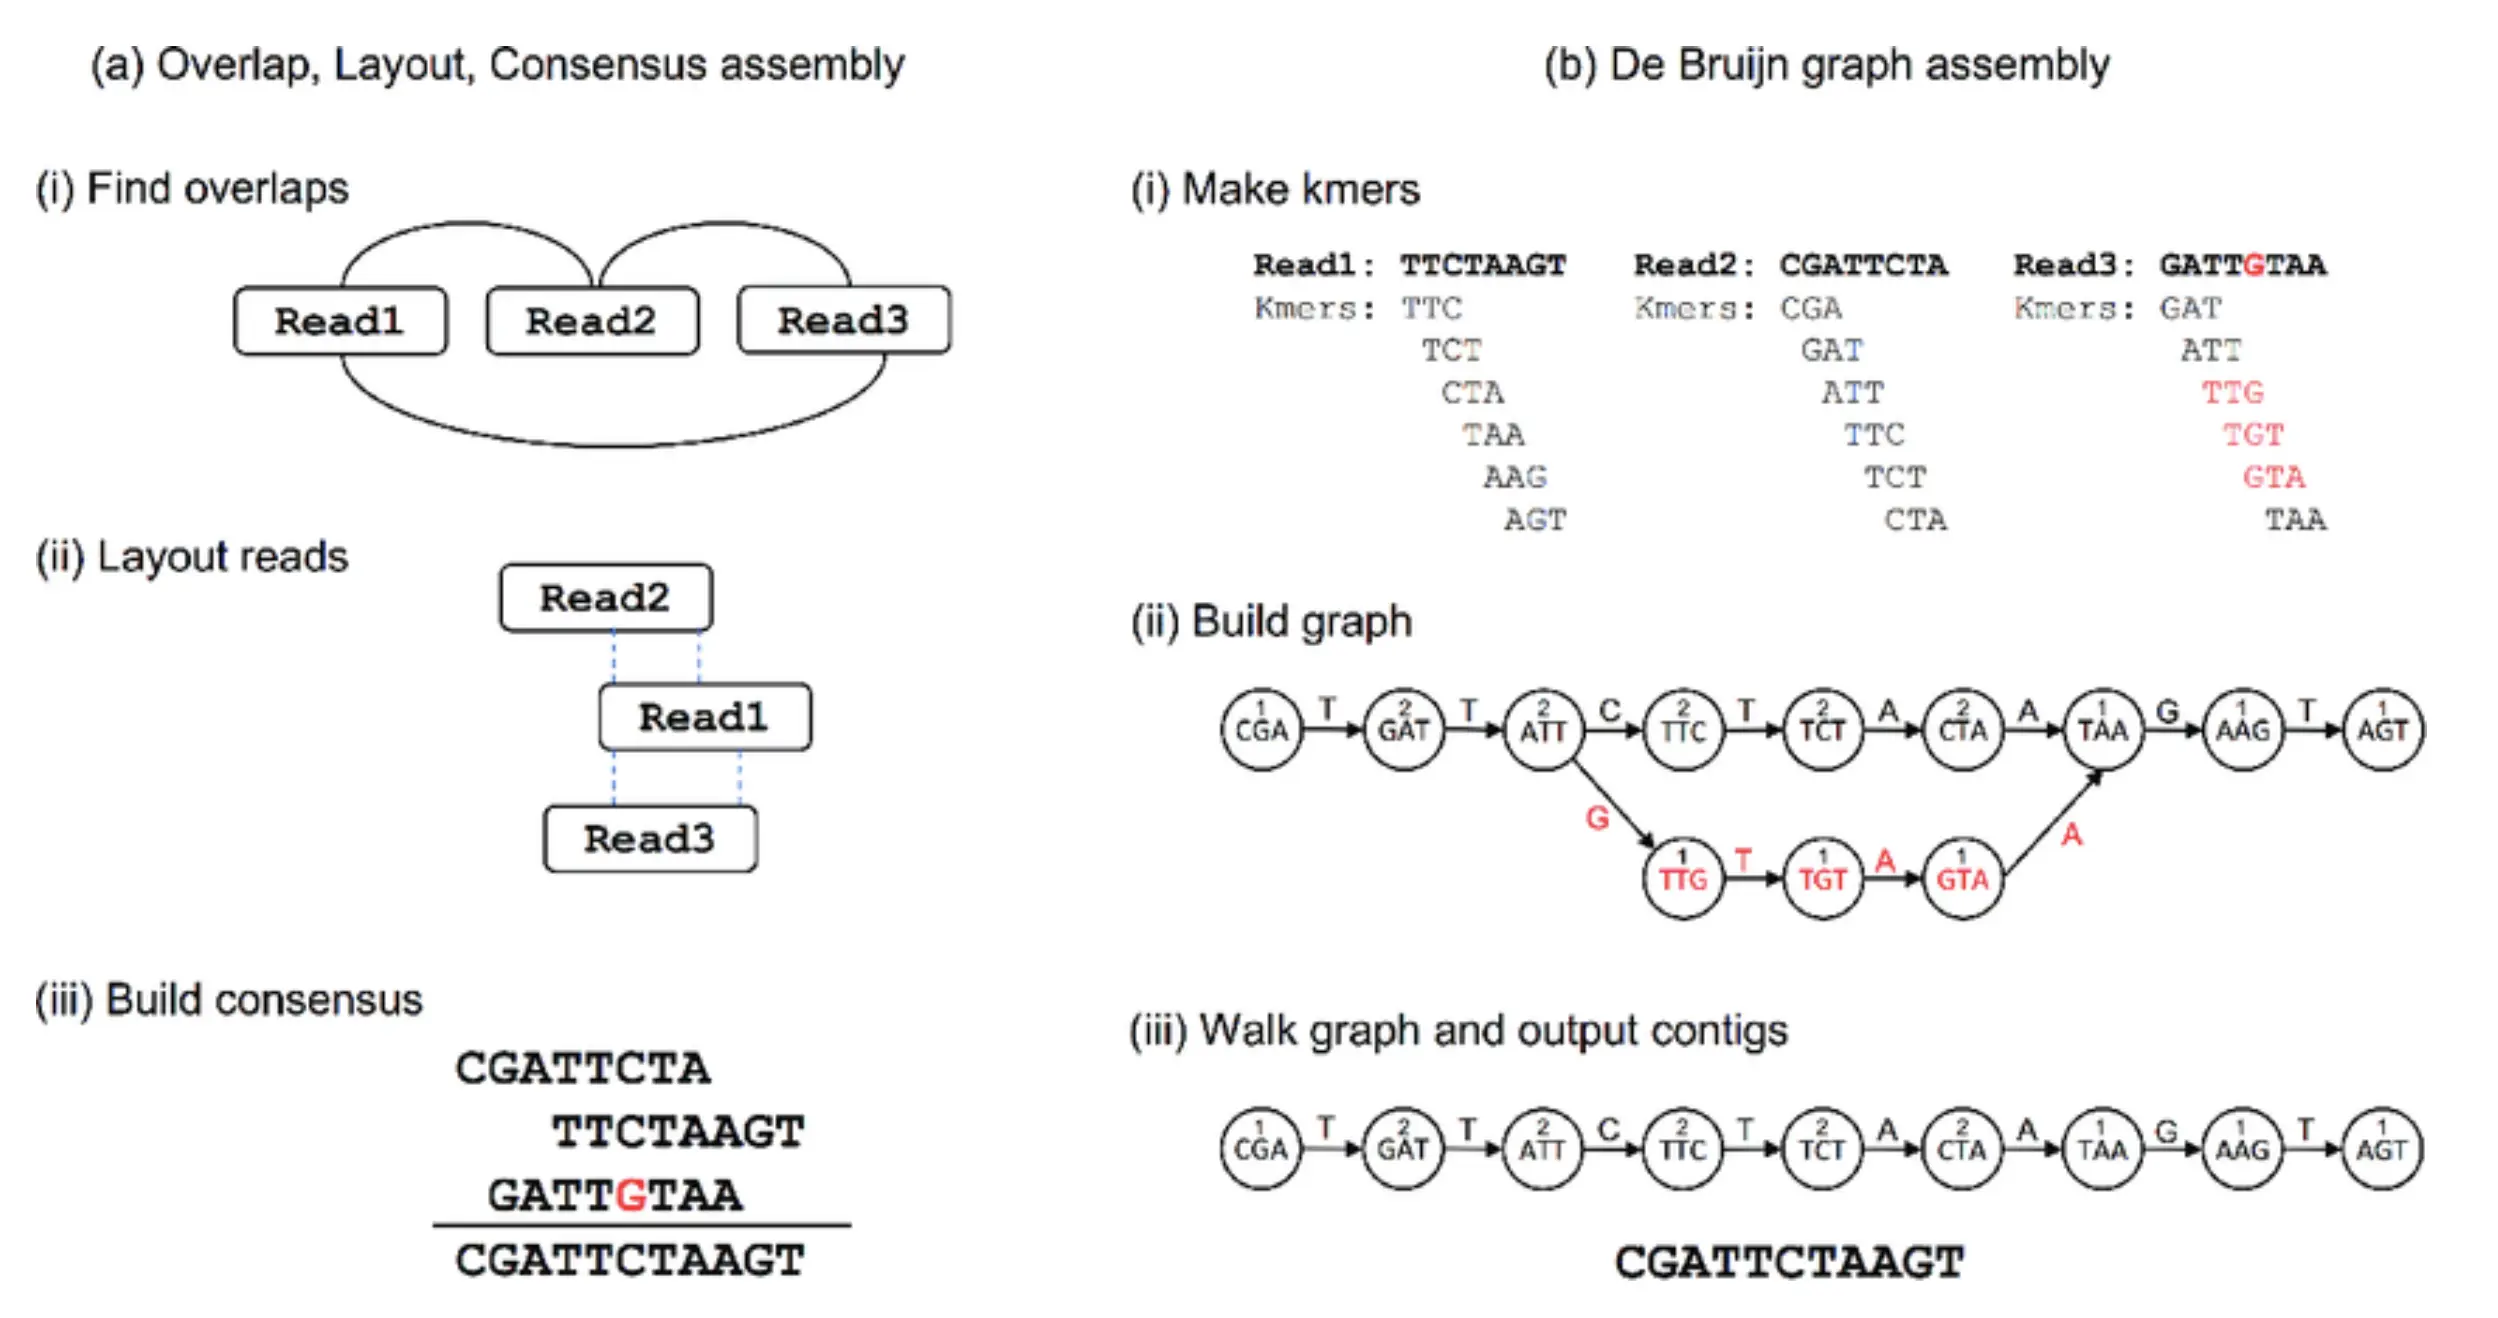 (a) Overlap, Layout, Consensus assembly
(i) Find overlaps
Read1 Read2 Read3
(ii) Layout reads
Read2
Read1
Read3
(iii) Build consensus
CGATTCTA
TTCTAAGT
GATTGTAA
CGATTCTAAGT
(b) De Bruijn graph assembly
(i) Make kmers
Read1: TTCTAAGT Read2: CGATTCTA Read3: GATTGTAA
Kmers: TTC Kmers: CGA Kmers: GAT
TCT GAT ATT
CTA ATT TTG
TAA TTC TGT
AAG TCT GTA
AGT CTA TAA
(ii) Build graph
T T C T A A G T
1 2 2 2 2 2 1 1 1
CGA GAT ATT TTC TCT CTA TAA AAG AGT
G A
1 T 1 A 1
TTG TGT GTA
(iii) Walk graph and output contigs
T T C T A A G T
1 2 2 2 2 2 1 1 1
CGA GAT ATT TTC TCT CTA TAA AAG AGT
CGATTCTAAGT